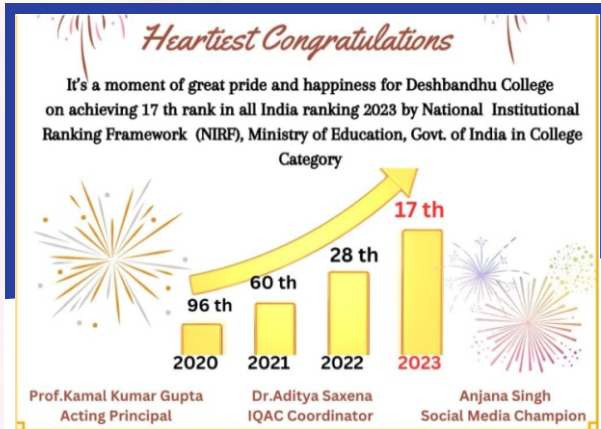 Heartiest Congratulations
It's a moment of great pride and happiness for Deshbandhu College
on achieving 17 th rank in all India ranking 2023 by National Institutional
Ranking Framework (NIRF), Ministry of Education, Govt. of India in College
Category
17 th
28 th
60 th
96 th
2020 2021 2022 2023
Prof.Kamal Kumar Gupta Dr.Aditya Saxena Anjana Singh
Acting Principal IQAC Coordinator Social Media Champion